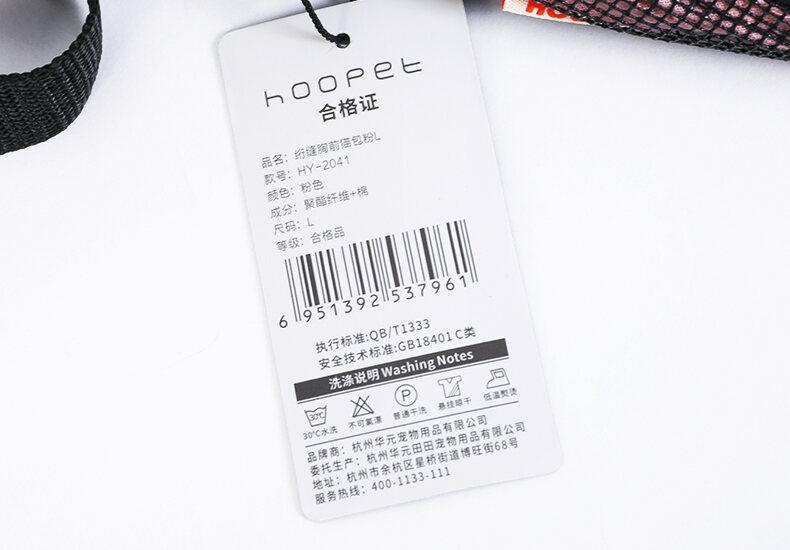 HO
hoopet
合格证
品名：绗缝胸前猫包粉L
款号：HY-2041
颜色：粉色
成分：聚酯纤维+棉
尺码：L
等级：合格品
6 951392 537961
执行标准:QB/T1333
安全技术标准:GB18401 C类
洗涤说明 Washing Notes
30℃ P
30℃水洗 不可氯漂 普通干洗 悬挂晾干 低温熨烫
品牌商：杭州华元宠物用品有限公司
委托生产：杭州华元田田宠物用品有限公司
地址：杭州市余杭区星桥街道博旺街68号
服务热线：400-1133-111